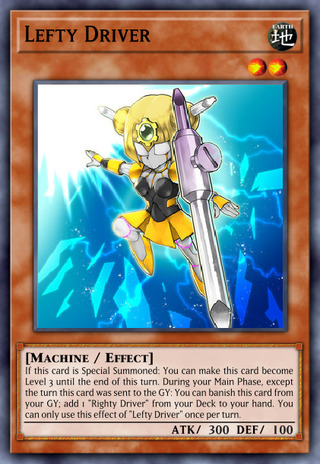 Lefty Driver
EARTH
地
[Machine / Effect]
If this card is Special Summoned: You can make this card become
Level 3 until the end of this turn. During your Main Phase, except
the turn this card was sent to the GY: You can banish this card from
your GY; add 1 "Righty Driver" from your Deck to your hand. You
can only use this effect of "Lefty Driver" once per turn.
ATK/ 300 DEF/ 100